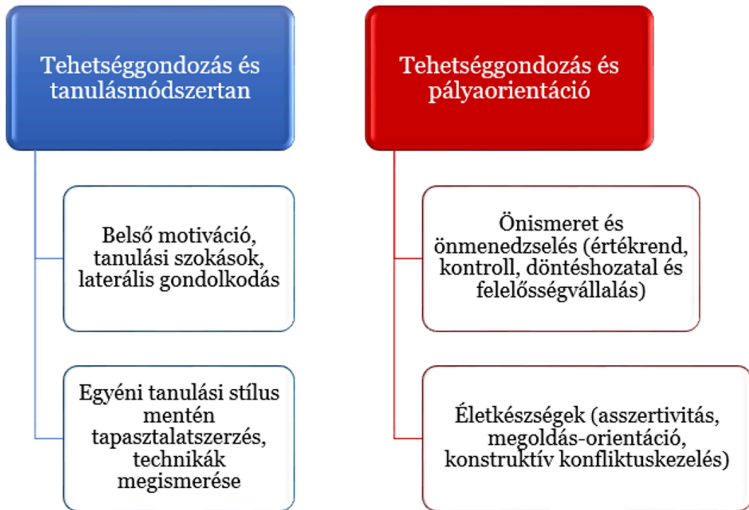 Tehetséggondozás és
tanulásmódszertan
Belső motiváció,
tanulási szokások,
laterális gondolkodás
Egyéni tanulási stílus
mentén
tapasztalatszerzés,
technikák
megismerése
Tehetséggondozás és
pályaorientáció
Önismeret és
önmenedzselés (értékrend,
kontroll, döntéshozatal és
felelősségvállalás)
Életkészségek (asszertivitás,
megoldás-orientáció,
konstruktív konfliktuskezelés)